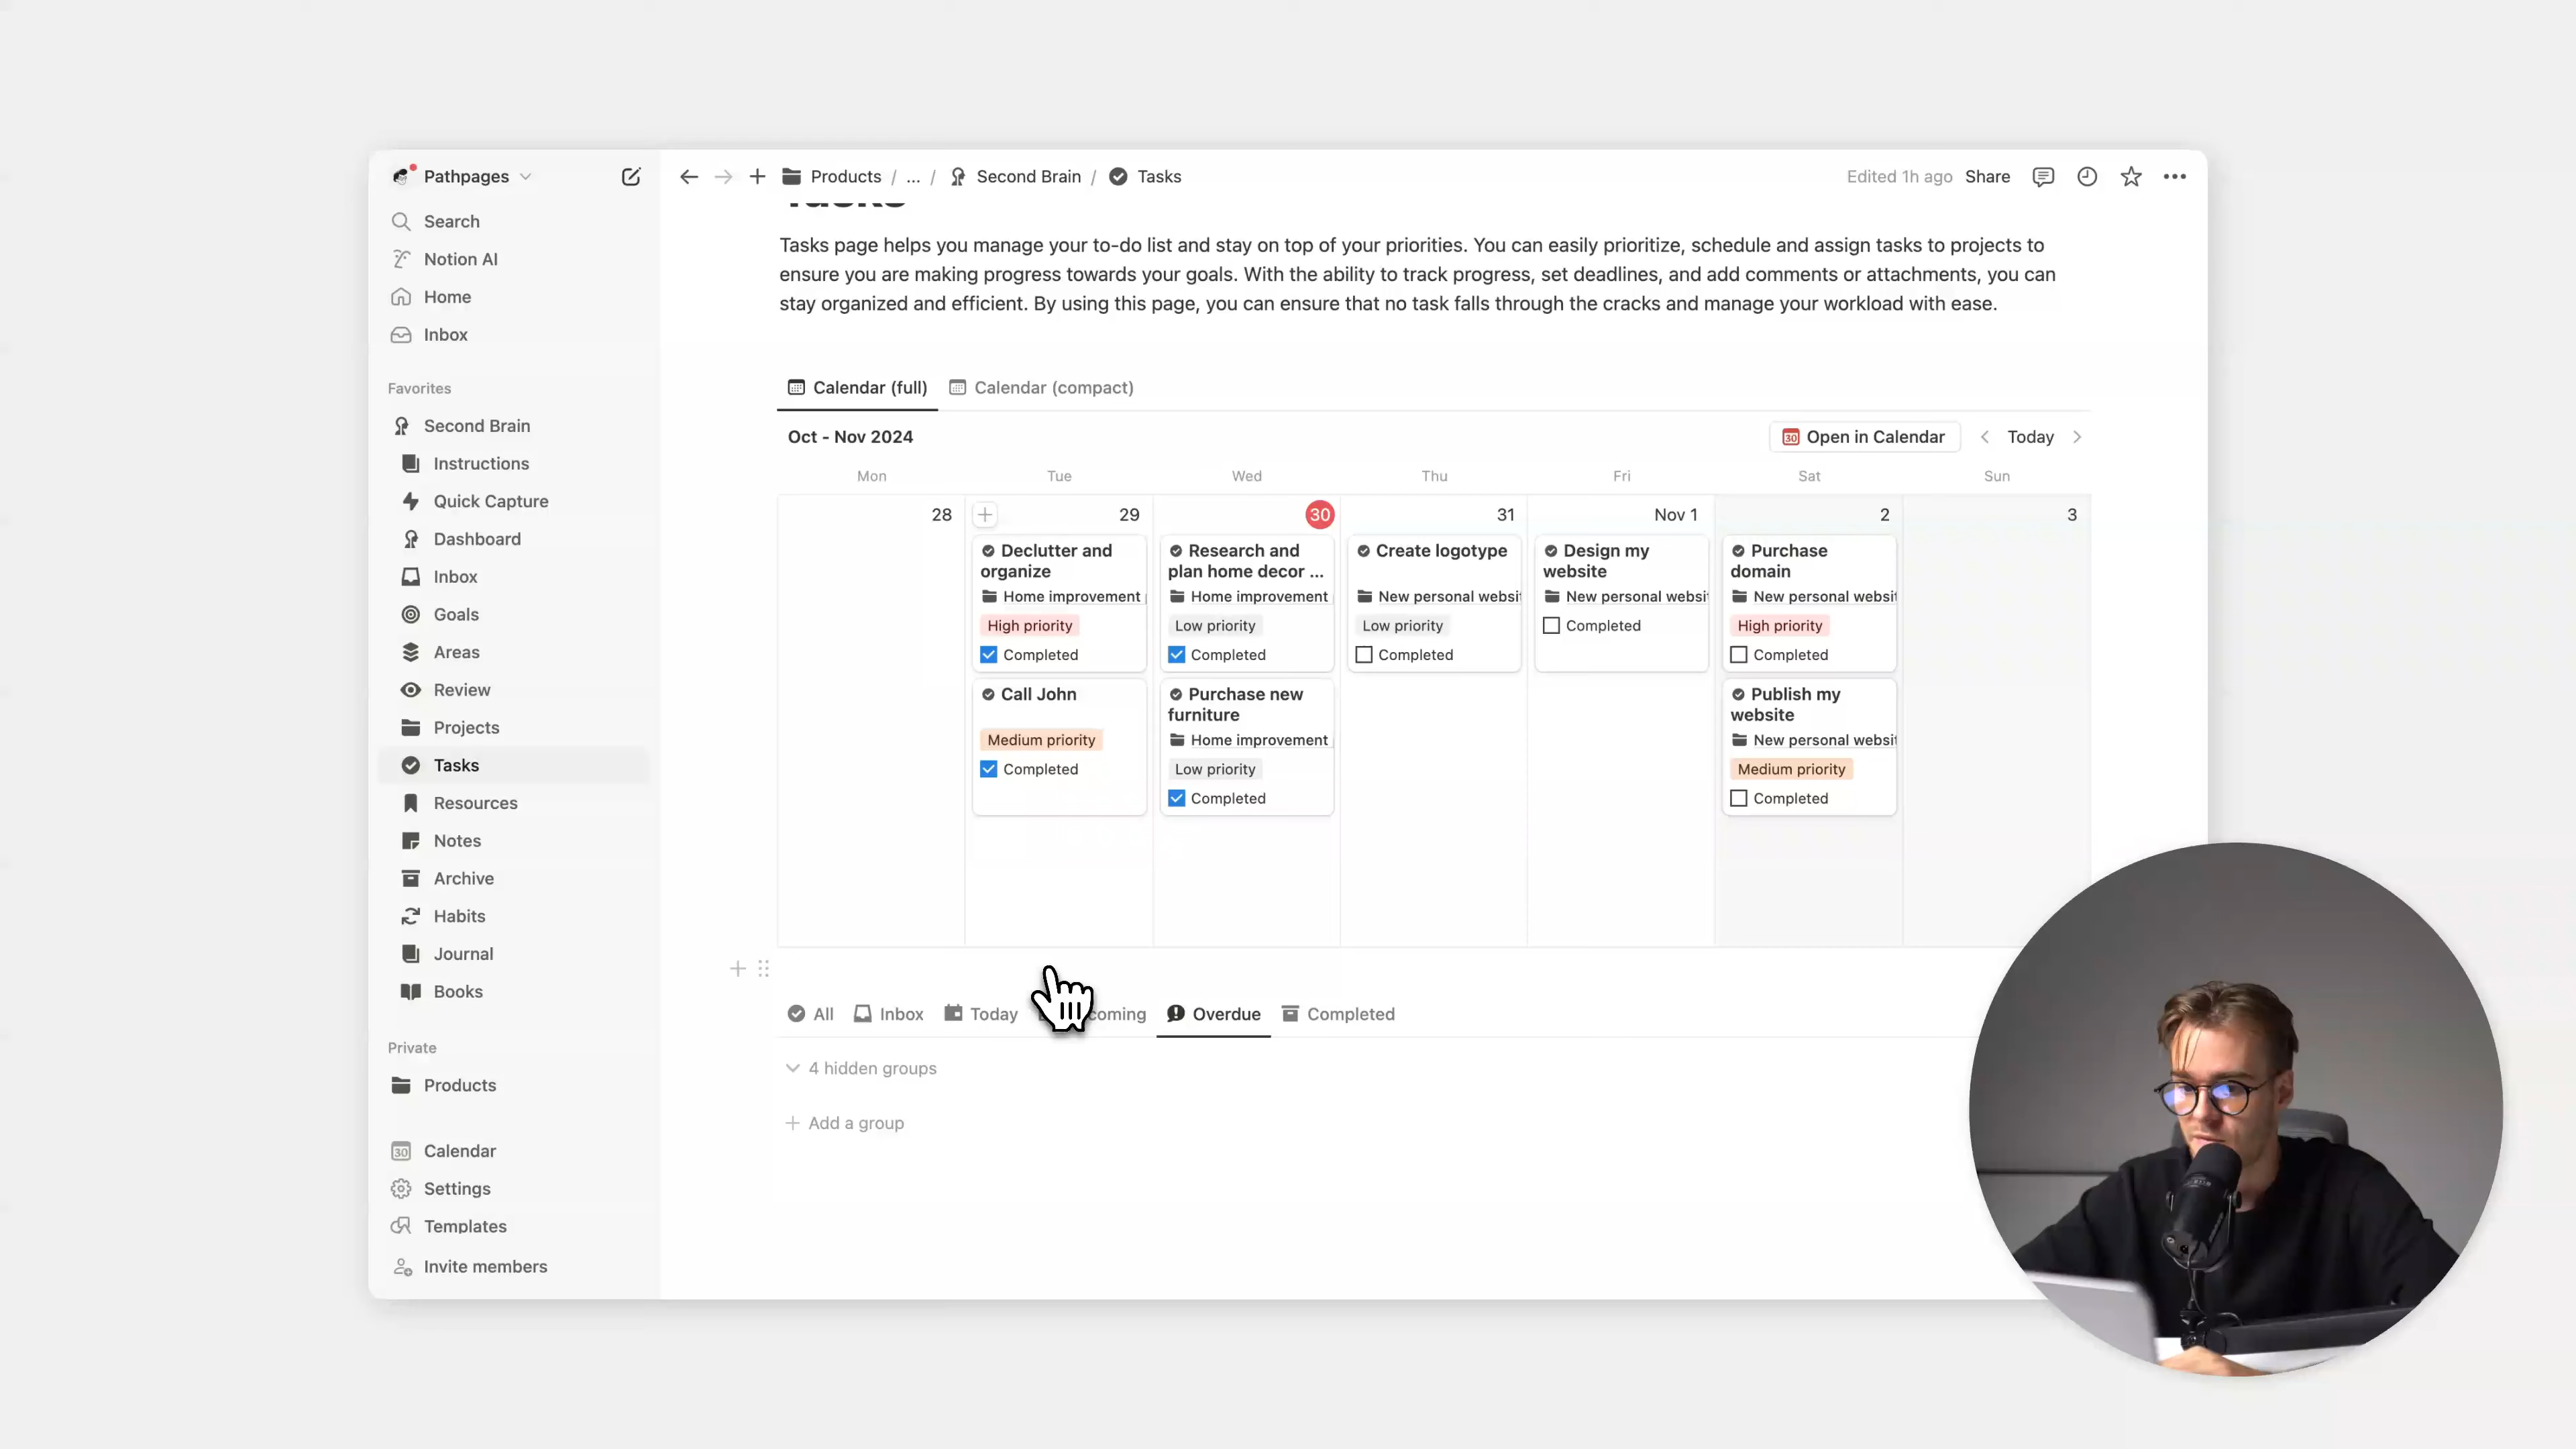 Pathpages
Search
Notion AI
Home
Inbox
Favorites
Second Brain
Instructions
Quick Capture
Dashboard
Inbox
Goals
Areas
Review
Projects
Tasks
Resources
Notes
Archive
Habits
Journal
Books
Private
Products
30 Calendar
Settings
Templates
Invite members
Products / ... / Second Brain / Tasks
Edited 1h ago Share
Tasks
Tasks page helps you manage your to-do list and stay on top of your priorities. You can easily prioritize, schedule and assign tasks to projects to
ensure you are making progress towards your goals. With the ability to track progress, set deadlines, and add comments or attachments, you can
stay organized and efficient. By using this page, you can ensure that no task falls through the cracks and manage your workload with ease.
Calendar (full) Calendar (compact)
Oct - Nov 2024
30 Open in Calendar Today
Mon Tue Wed Thu Fri Sat Sun
28 29 30 31 Nov 1 2 3
Declutter and
organize
Home improvement
High priority
Completed
Call John
Medium priority
Completed
Research and
plan home decor ...
Home improvement
Low priority
Completed
Purchase new
furniture
Home improvement
Low priority
Completed
Create logotype
New personal websi
Low priority
Completed
Design my
website
New personal websi
Completed
Purchase
domain
New personal websi
High priority
Completed
Publish my
website
New personal websi
Medium priority
Completed
All Inbox Today coming Overdue Completed
4 hidden groups
Add a group